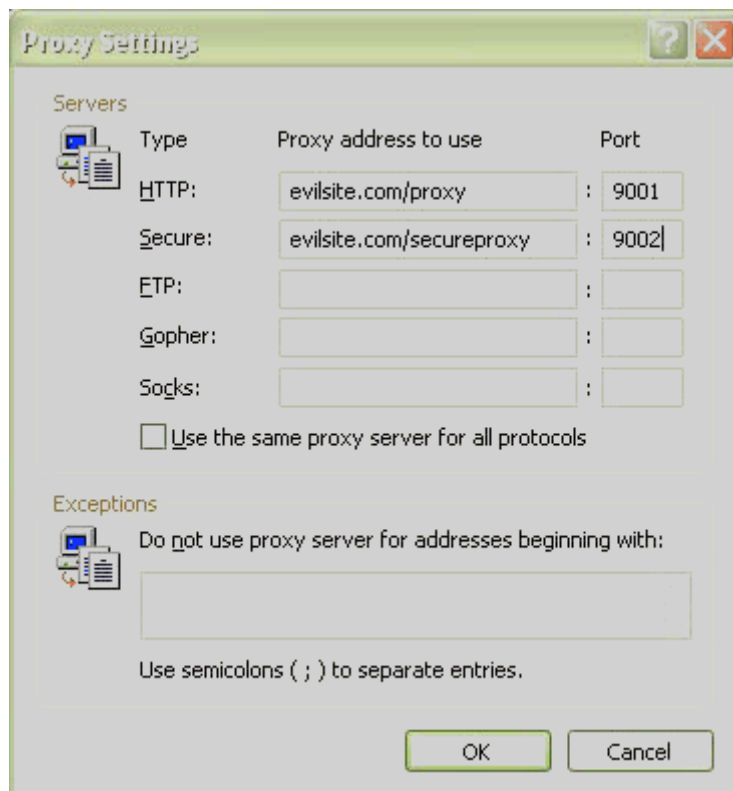 Proxy Settings
Servers
Type Proxy address to use Port
HTTP: evilsite.com/proxy : 9001
Secure: evilsite.com/secureproxy : 9002
FTP: :
Gopher: :
Socks: :
Use the same proxy server for all protocols
Exceptions
Do not use proxy server for addresses beginning with:
Use semicolons ( ; ) to separate entries.
OK Cancel